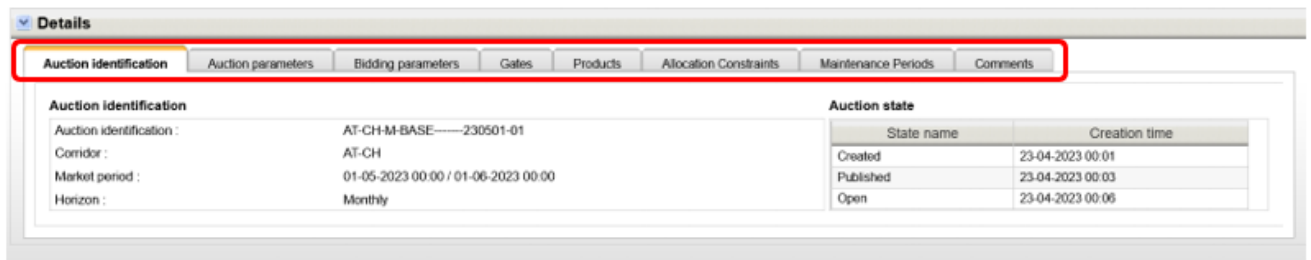 Details
Auction identification Auction parameters Bidding parameters Gates Products Allocation Constraints Maintenance Periods Comments
Auction identification
Auction identification : AT-CH-M-BASE-------230501-01
Corridor : AT-CH
Market period : 01-05-2023 00:00 / 01-06-2023 00:00
Horizon : Monthly
Auction state
State name Creation time
Created 23-04-2023 00:01
Published 23-04-2023 00:03
Open 23-04-2023 00:06